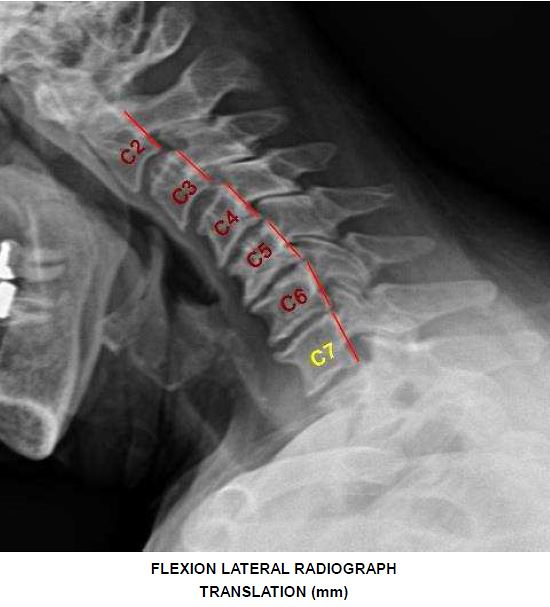 C2
C3
C4
C5
C6
C7
FLEXION LATERAL RADIOGRAPH
TRANSLATION (mm)